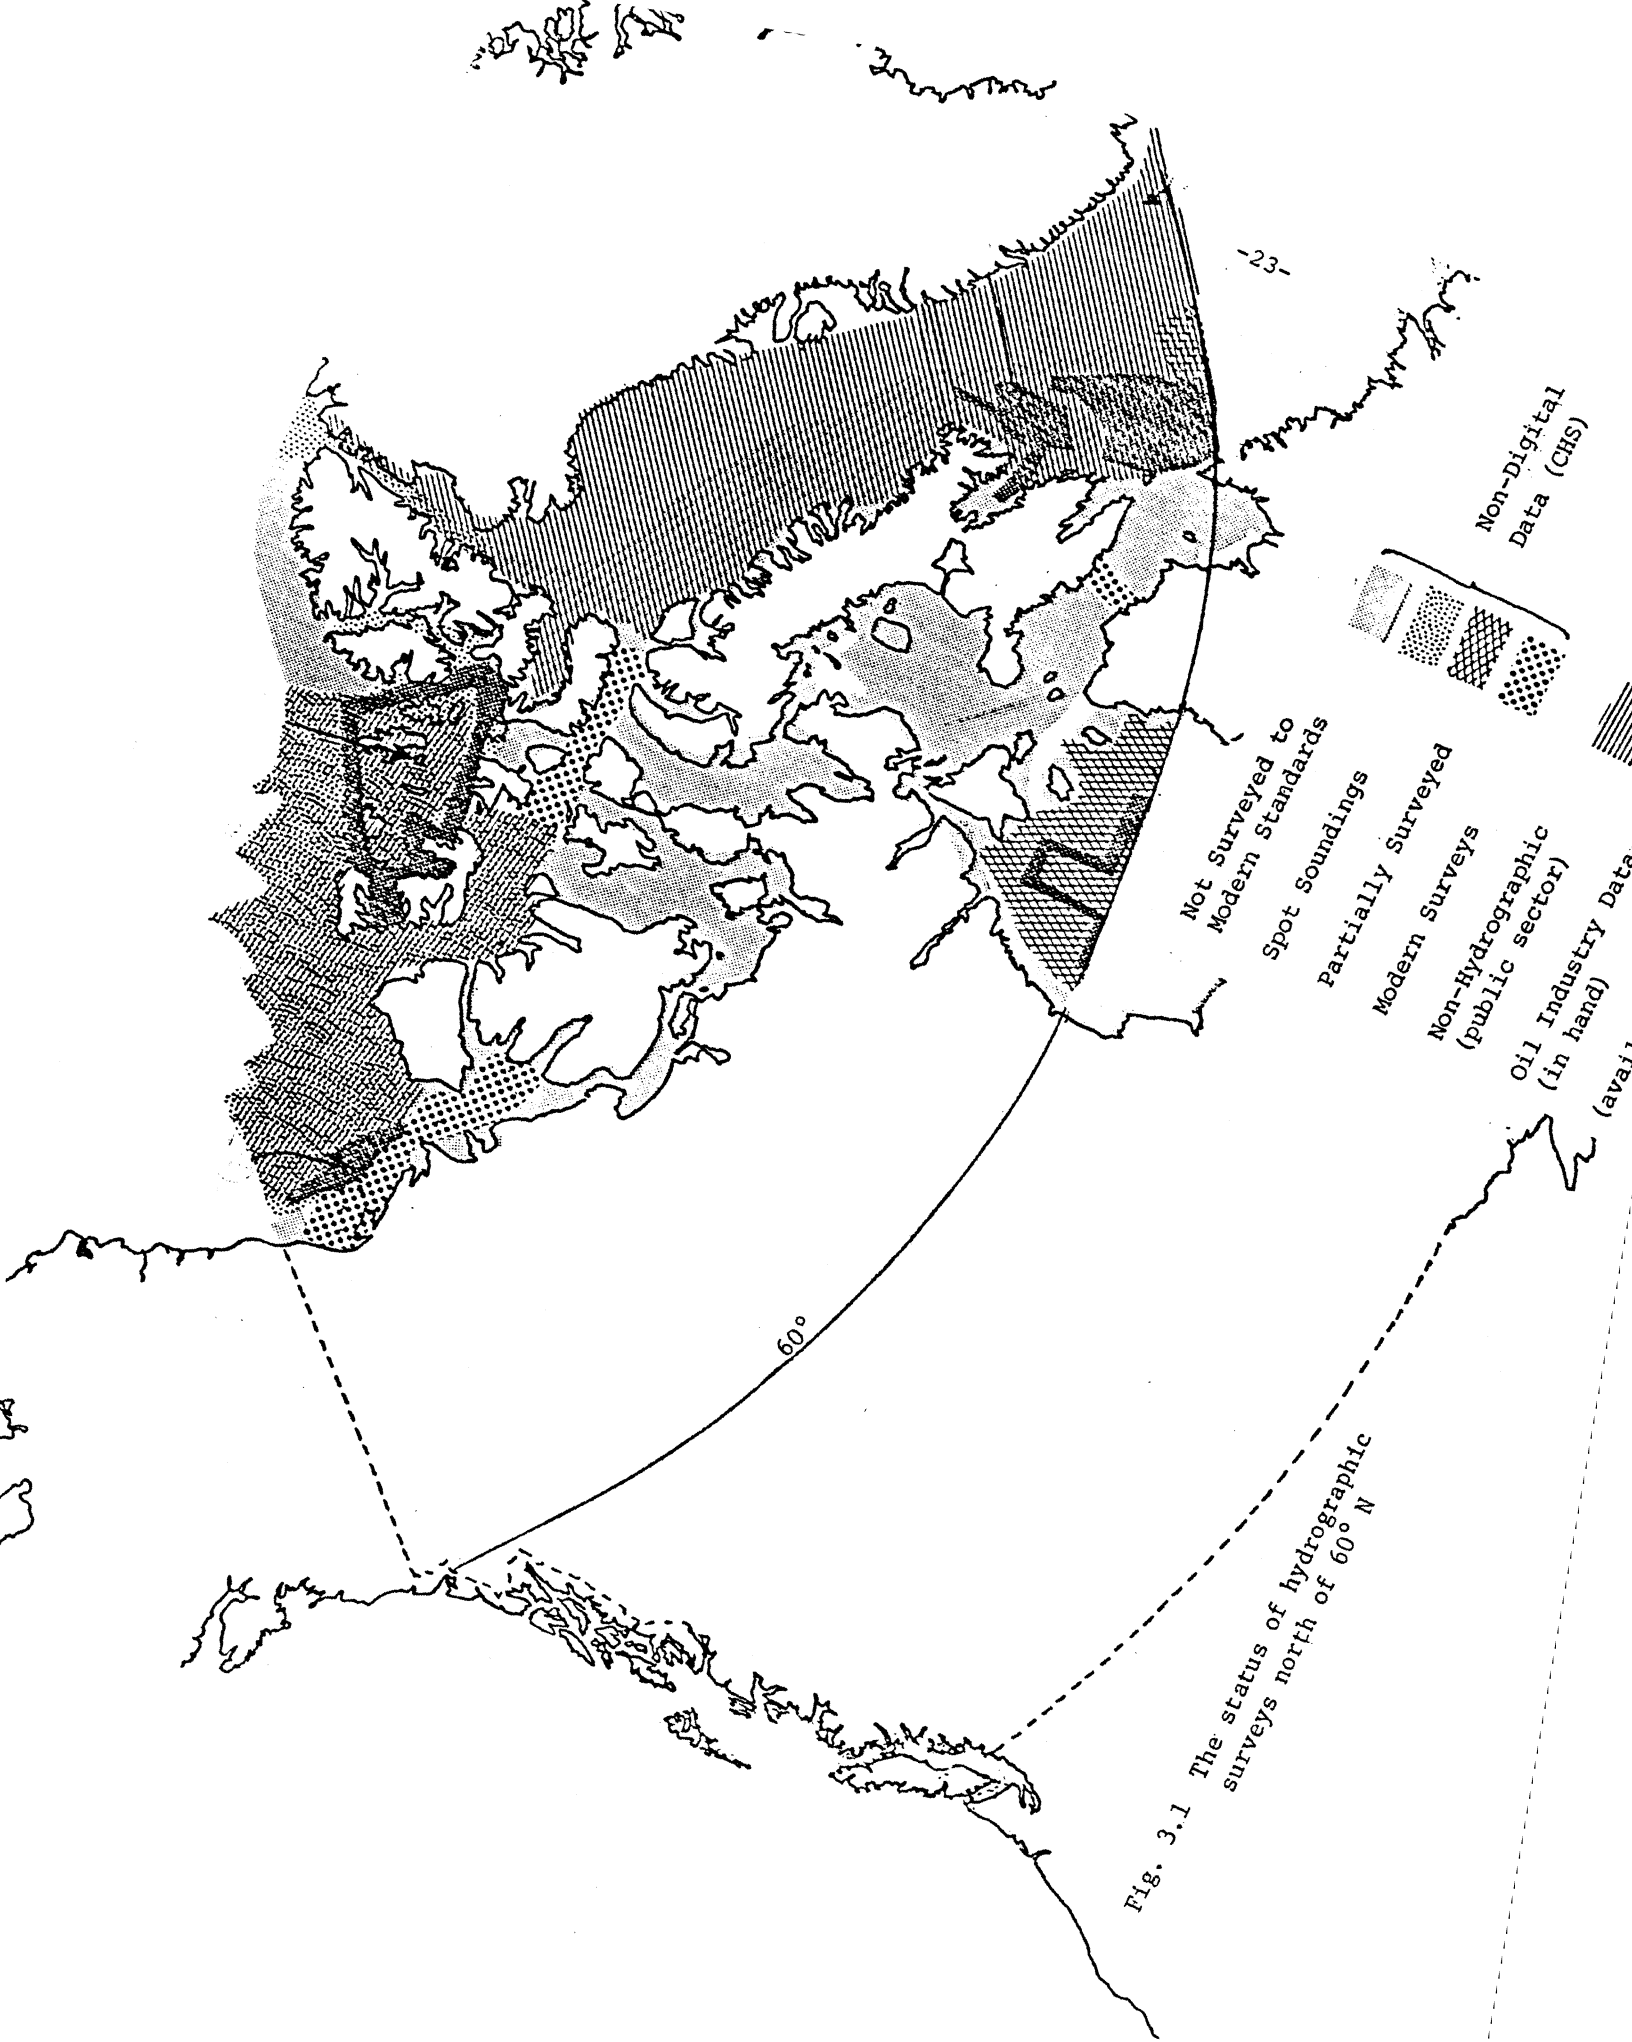 -23-
Non-Digital
Data (CHS)
Not Surveyed to
Modern Standards
Spot Soundings
Partially Surveyed
Modern Surveys
Non-Hydrographic
(public sector)
Oil Industry Data
(in hand)
(avail
60°
Fig. 3.1 The status of hydrographic
surveys north of 60° N